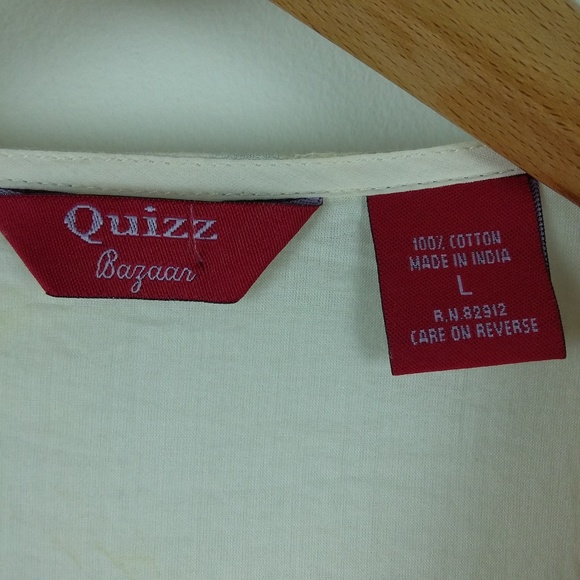 Quizz
Bazaar
100% COTTON
MADE IN INDIA
L
R.N.82912
CARE ON REVERSE